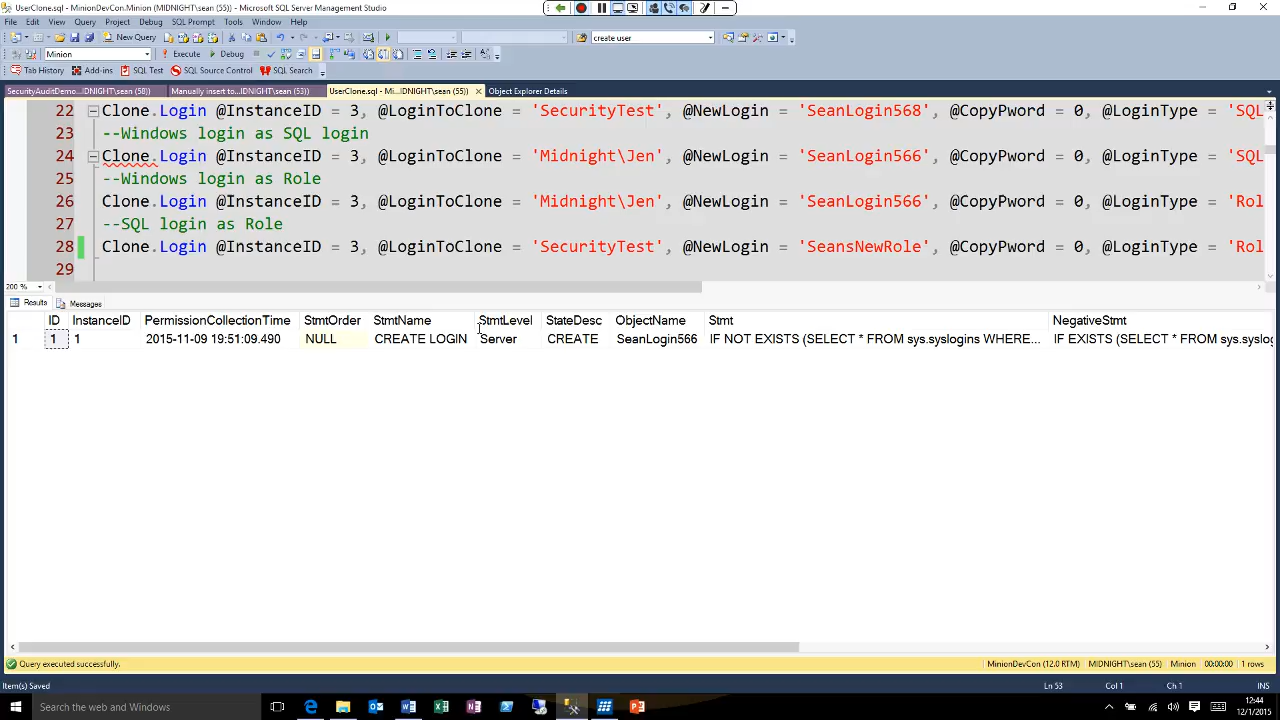 UserClone.sql - MinionDevCon.Minion (MIDNIGHT\sean (55)) - Microsoft SQL Server Management Studio
File Edit View Query Project Debug SQL Prompt Tools Window Help
New Query create user
Minion Execute Debug
Tab History Add-ins SQL Test SQL Source Control SQL Search
SecurityAuditDemo...IDNIGHT\sean (58)) Manually insert to...IDNIGHT\sean (53)) UserClone.sql - Mi...IDNIGHT\sean (55)) Object Explorer Details
22 Clone.Login @InstanceID = 3, @LoginToClone = 'SecurityTest', @NewLogin = 'SeanLogin568', @CopyPword = 0, @LoginType = 'SQL
23 --Windows login as SQL login
24 Clone.Login @InstanceID = 3, @LoginToClone = 'Midnight\Jen', @NewLogin = 'SeanLogin566', @CopyPword = 0, @LoginType = 'SQL
25 --Windows login as Role
26 Clone.Login @InstanceID = 3, @LoginToClone = 'Midnight\Jen', @NewLogin = 'SeanLogin566', @CopyPword = 0, @LoginType = 'Rol
27 --SQL login as Role
28 Clone.Login @InstanceID = 3, @LoginToClone = 'SecurityTest', @NewLogin = 'SeansNewRole', @CopyPword = 0, @LoginType = 'Rol
29
200 %
Results Messages
ID InstanceID PermissionCollectionTime StmtOrder StmtName StmtLevel StateDesc ObjectName Stmt NegativeStmt
1 1 1 2015-11-09 19:51:09.490 NULL CREATE LOGIN Server CREATE SeanLogin566 IF NOT EXISTS (SELECT * FROM sys.syslogins WHERE... IF EXISTS (SELECT * FROM sys.syslog
Query executed successfully. MinionDevCon (12.0 RTM) MIDNIGHT\sean (55) Minion 00:00:00 1 rows
Item(s) Saved Ln 53 Col 1 Ch 1 INS
Search the web and Windows 12:44
12/1/2015